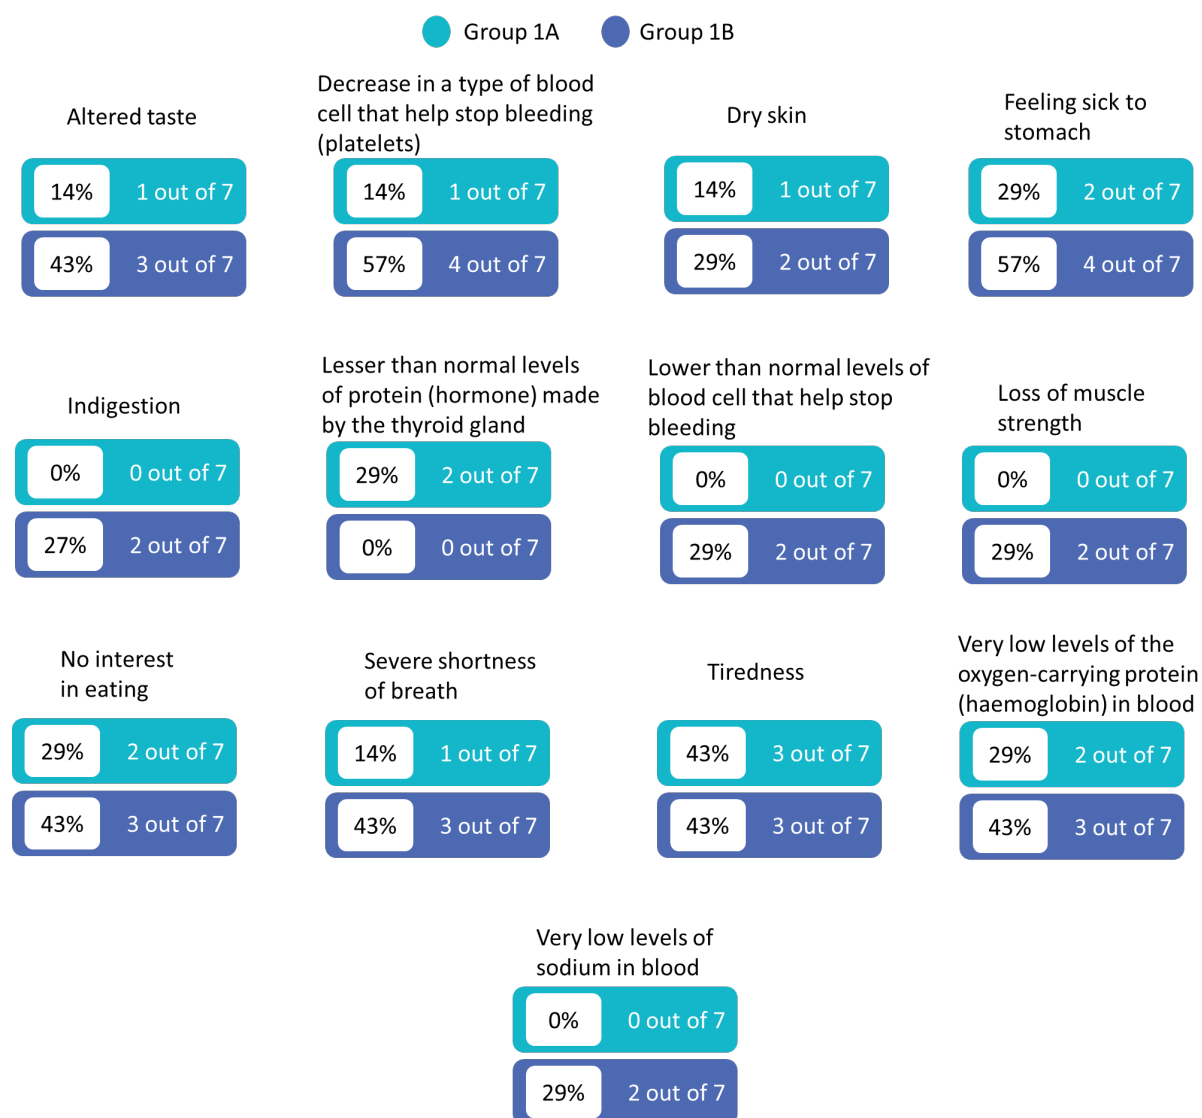 Group 1A
Group 1B
Altered taste
14% 1 out of 7
43% 3 out of 7
Decrease in a type of blood
cell that help stop bleeding
(platelets)
14% 1 out of 7
57% 4 out of 7
Dry skin
14% 1 out of 7
29% 2 out of 7
Feeling sick to
stomach
29% 2 out of 7
57% 4 out of 7
Indigestion
0% 0 out of 7
27% 2 out of 7
Lesser than normal levels
of protein (hormone) made
by the thyroid gland
29% 2 out of 7
0% 0 out of 7
Lower than normal levels of
blood cell that help stop
bleeding
0% 0 out of 7
29% 2 out of 7
Loss of muscle
strength
0% 0 out of 7
29% 2 out of 7
No interest
in eating
29% 2 out of 7
43% 3 out of 7
Severe shortness
of breath
14% 1 out of 7
43% 3 out of 7
Tiredness
43% 3 out of 7
43% 3 out of 7
Very low levels of the
oxygen-carrying protein
(haemoglobin) in blood
29% 2 out of 7
43% 3 out of 7
Very low levels of
sodium in blood
0% 0 out of 7
29% 2 out of 7